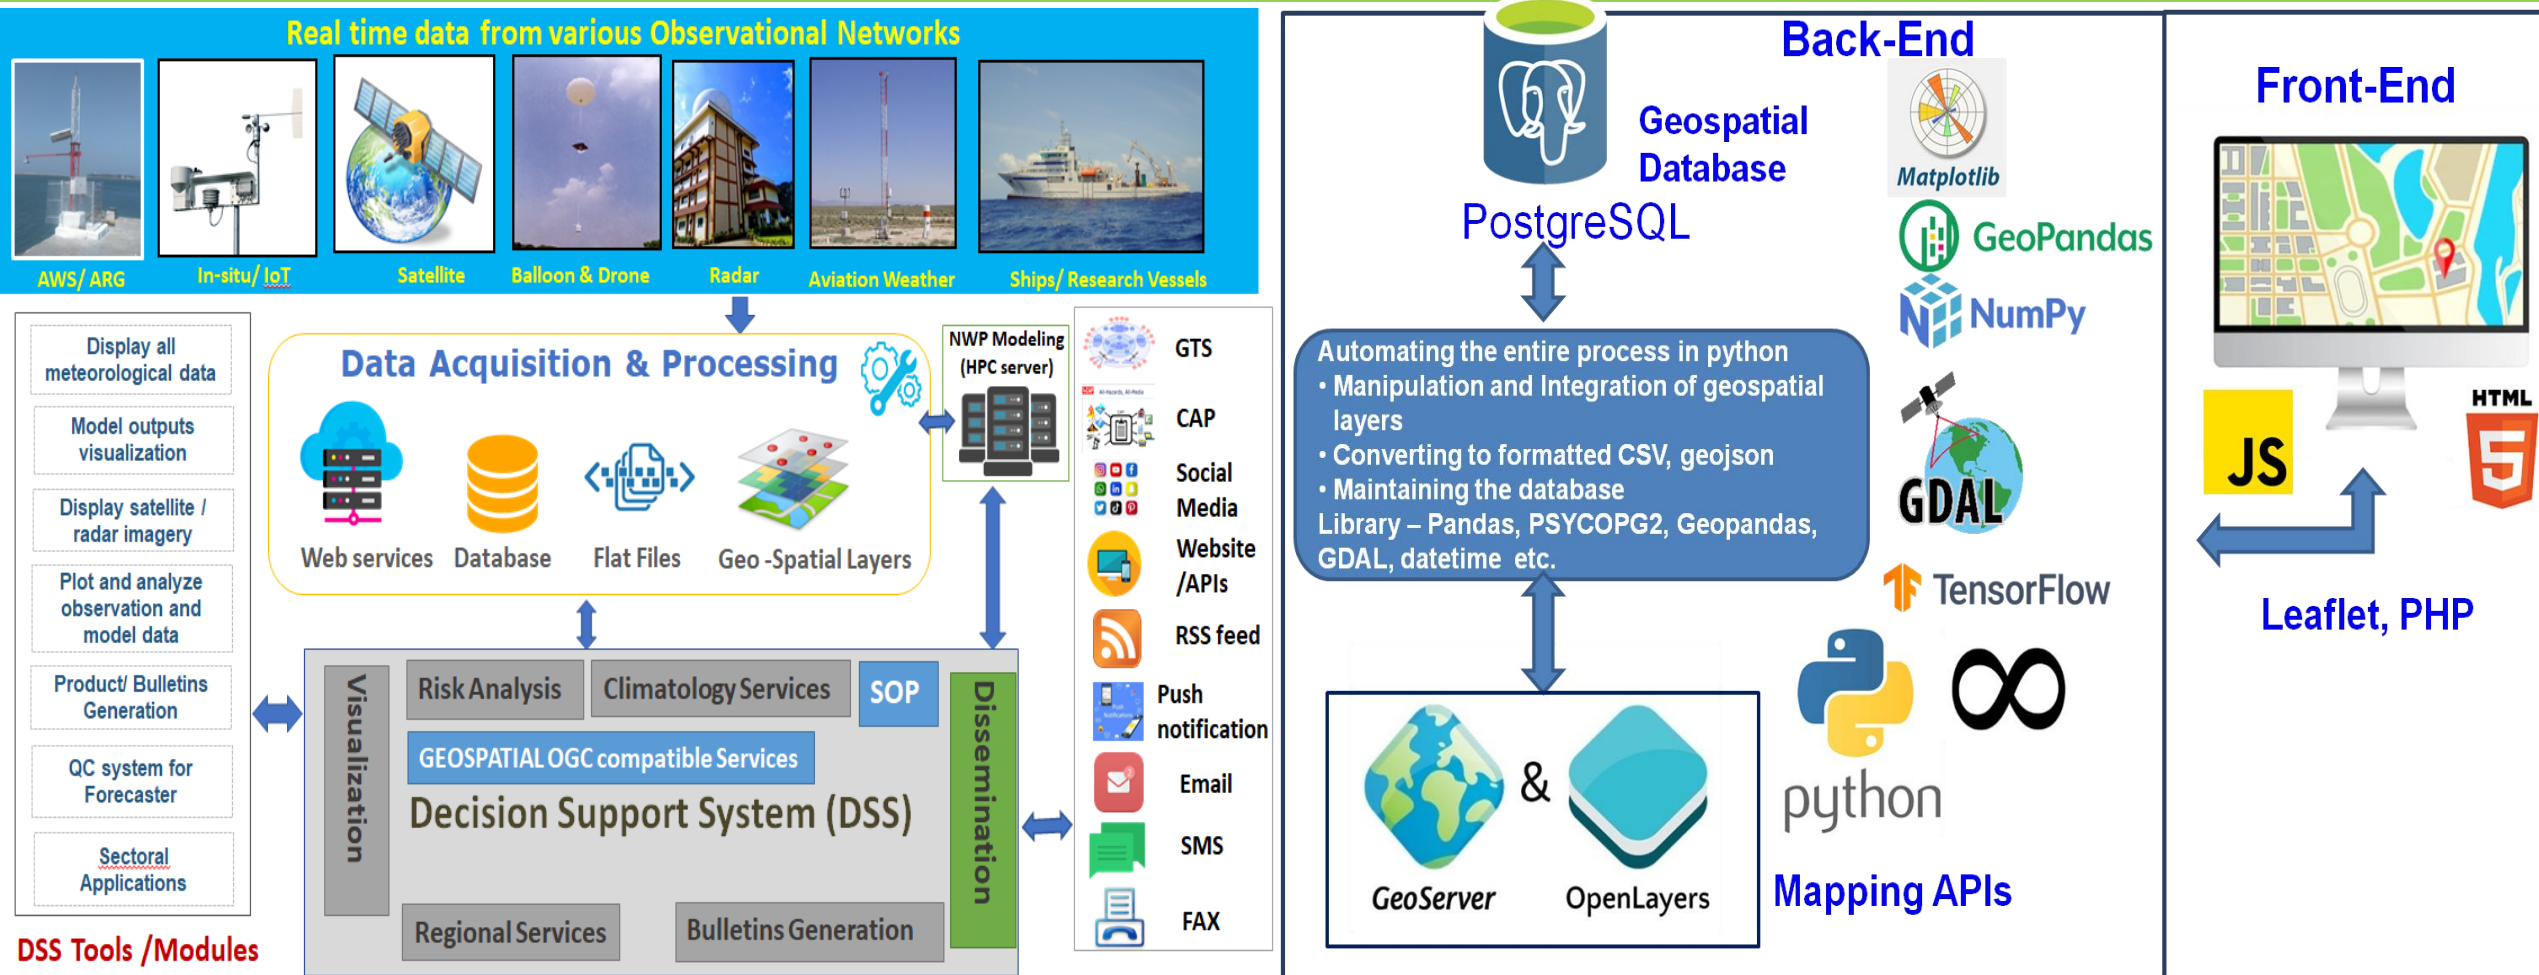 Real time data from various Observational Networks
AWS/ ARG
In-situ/ IoT
Satellite
Balloon & Drone
Radar
Aviation Weather
Ships/ Research Vessels
Display all
meteorological data
Model outputs
visualization
Display satellite /
radar imagery
Plot and analyze
observation and
model data
Product/ Bulletins
Generation
QC system for
Forecaster
Sectoral
Applications
DSS Tools /Modules
Data Acquisition & Processing
Web services
Database
Flat Files
Geo -Spatial Layers
NWP Modeling
(HPC server)
Visualization
Risk Analysis
Climatology Services
SOP
GEOSPATIAL OGC compatible Services
Decision Support System (DSS)
Regional Services
Bulletins Generation
Dissemination
GTS
All-Hazards, All-Media
CAP
Social
Media
Website
/APIs
RSS feed
Push
Notifications
Push
notification
2
Email
SMS
FAX
Back-End
Geospatial
Database
PostgreSQL
Matplotlib
GeoPandas
NumPy
GDAL
TensorFlow
python
Automating the entire process in python
• Manipulation and Integration of geospatial
layers
• Converting to formatted CSV, geojson
• Maintaining the database
Library – Pandas, PSYCOPG2, Geopandas,
GDAL, datetime etc.
GeoServer
&
OpenLayers
Mapping APIs
Front-End
JS
HTML
5
Leaflet, PHP